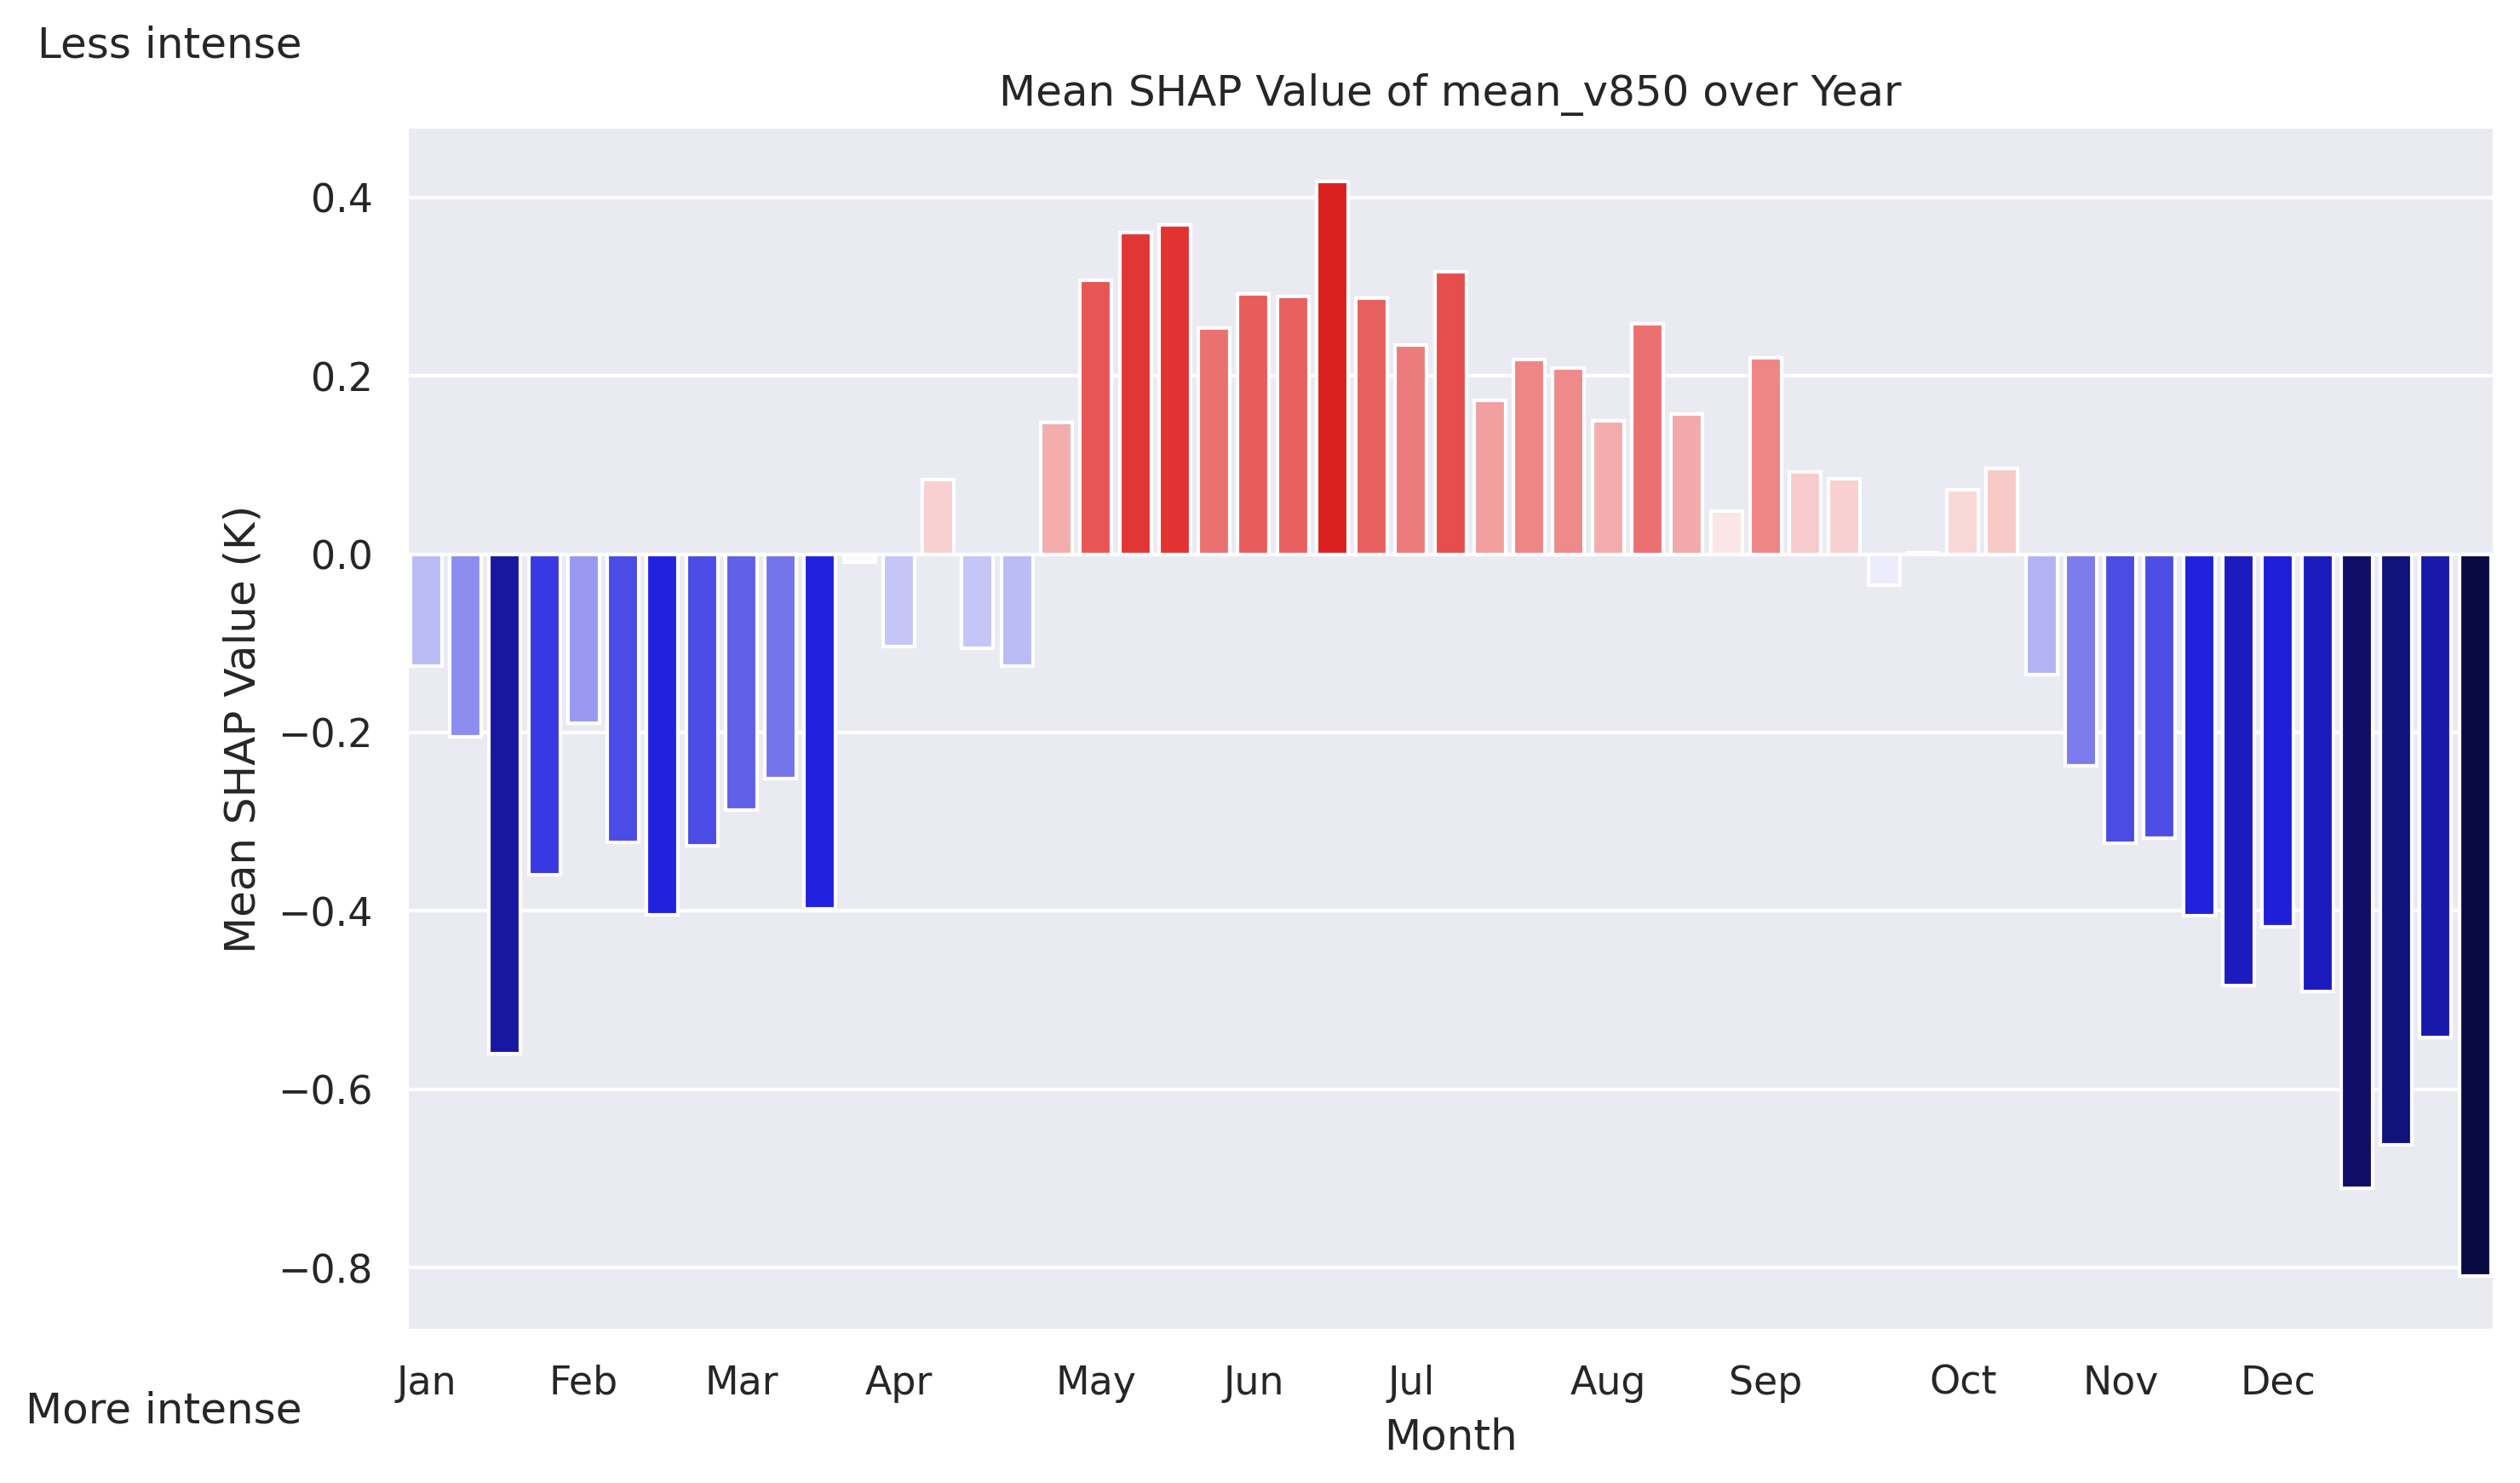 Less intense
Mean SHAP Value of mean_v850 over Year
0.4
0.2
0.0
−0.2
−0.4
−0.6
−0.8
Mean SHAP Value (K)
Jan Feb Mar Apr May Jun Jul Aug Sep Oct Nov Dec
More intense
Month